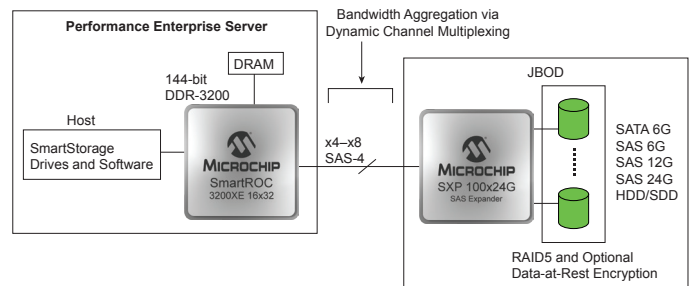 Bandwidth Aggregation via
Dynamic Channel Multiplexing
Performance Enterprise Server
DRAM
144-bit
DDR-3200
Host
SmartStorage
Drives and Software
MICROCHIP
SmartROC
3200XE 16x32
x4–x8
SAS-4
JBOD
MICROCHIP
SXP 100x24G
SAS Expander
SATA 6G
SAS 6G
SAS 12G
SAS 24G
HDD/SDD
RAID5 and Optional
Data-at-Rest Encryption